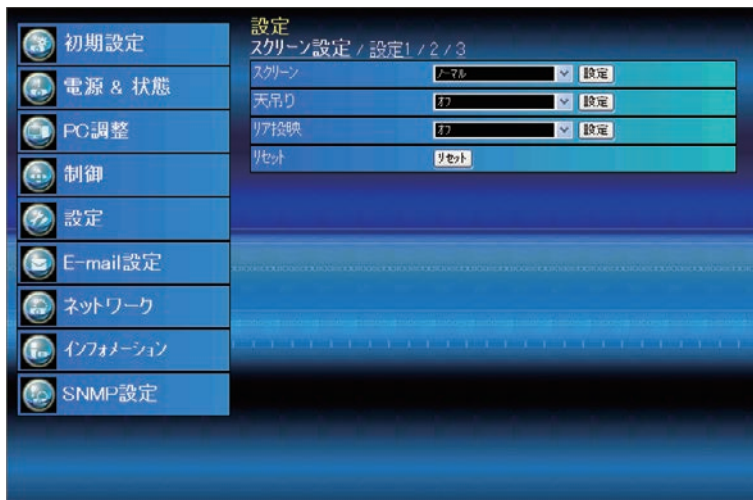 初期設定
電源 & 状態
PC調整
制御
設定
E-mail設定
ネットワーク
インフォメーション
SNMP設定
設定
スクリーン設定 / 設定1 / 2 / 3
スクリーン ノーマル 設定
天吊り オフ 設定
リア投映 オフ 設定
リセット リセット